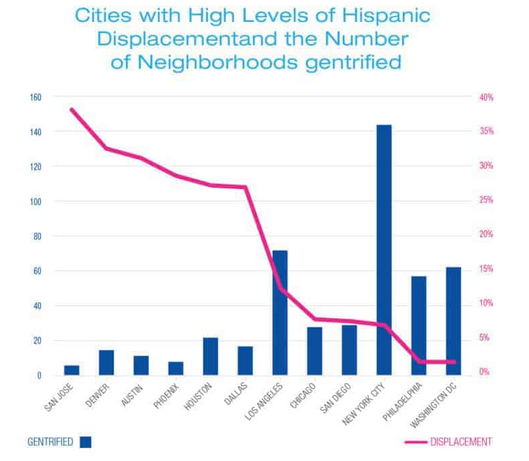 Cities with High Levels of Hispanic
Displacementand the Number
of Neighborhoods gentrified
160
140
120
100
80
60
40
20
0
40%
35%
30%
25%
20%
15%
10%
5%
0%
SAN JOSE
DENVER
AUSTIN
PHOENIX
HOUSTON
DALLAS
LOS ANGELES
CHICAGO
SAN DIEGO
NEW YORK CITY
PHILADELPHIA
WASHINGTON DC
GENTRIFIED
DISPLACEMENT